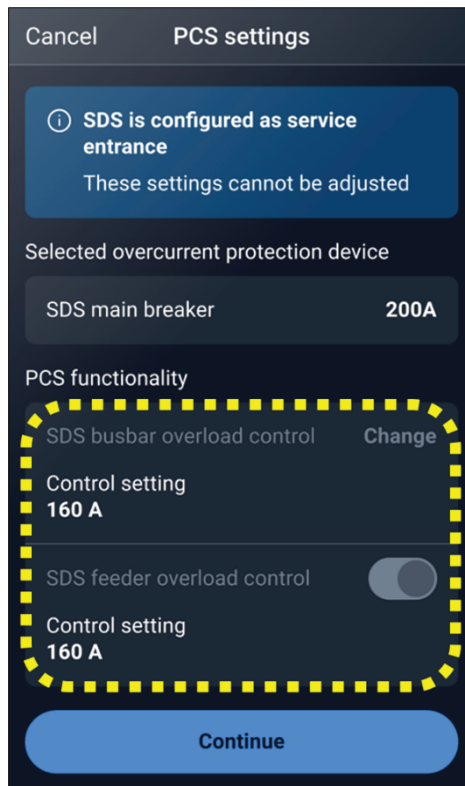 Cancel PCS settings
SDS is configured as service
entrance
These settings cannot be adjusted
Selected overcurrent protection device
SDS main breaker 200A
PCS functionality
SDS busbar overload control Change
Control setting
160 A
SDS feeder overload control
Control setting
160 A
Continue